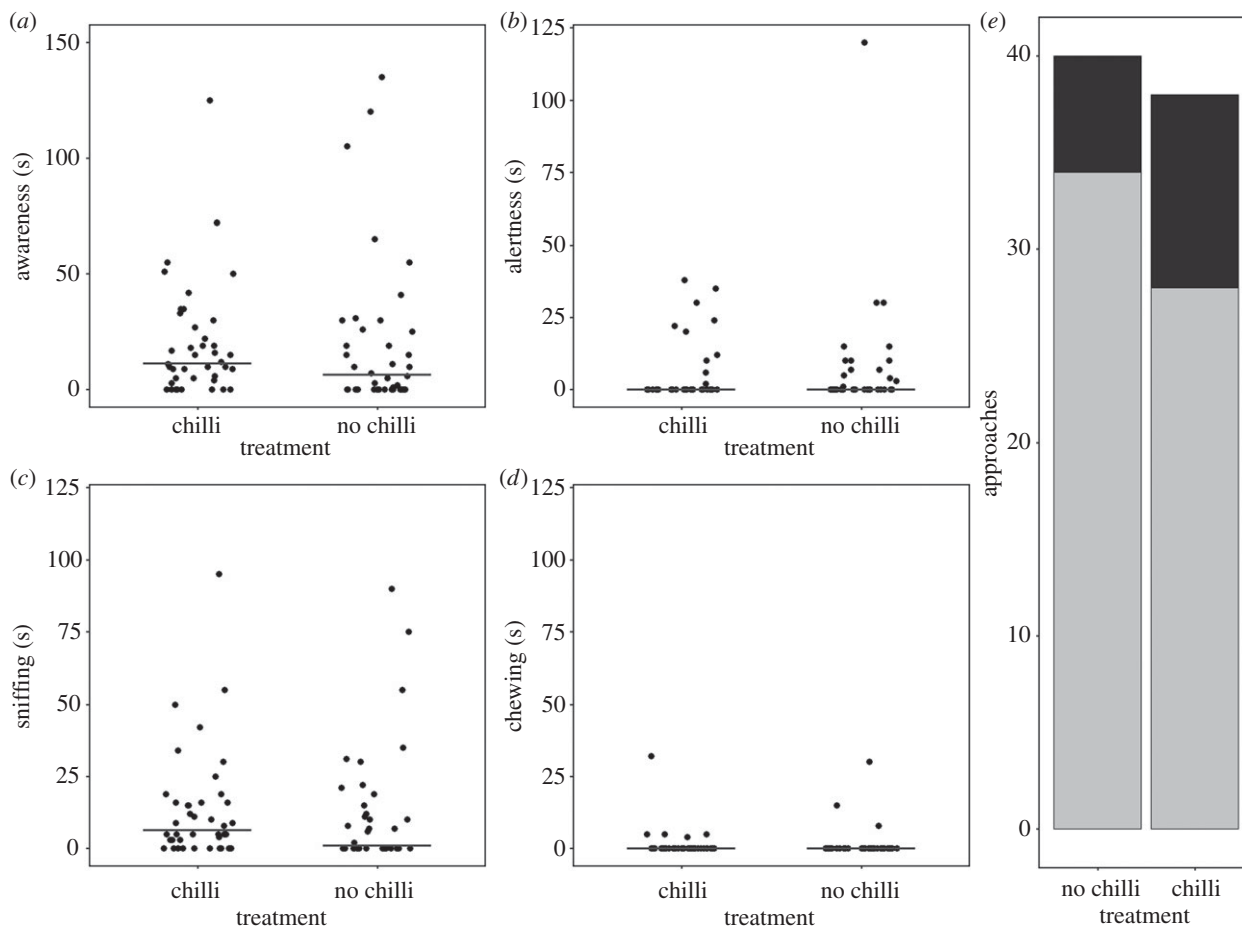 (a)
150
100
50
0
awareness (s)
chilli
no chilli
treatment
(b)
125
100
75
50
25
0
alertness (s)
chilli
no chilli
treatment
(c)
125
100
75
50
25
0
sniffing (s)
chilli
no chilli
treatment
(d)
125
100
75
50
25
0
chewing (s)
chilli
no chilli
treatment
(e)
40
30
20
10
0
approaches
no chilli
chilli
treatment